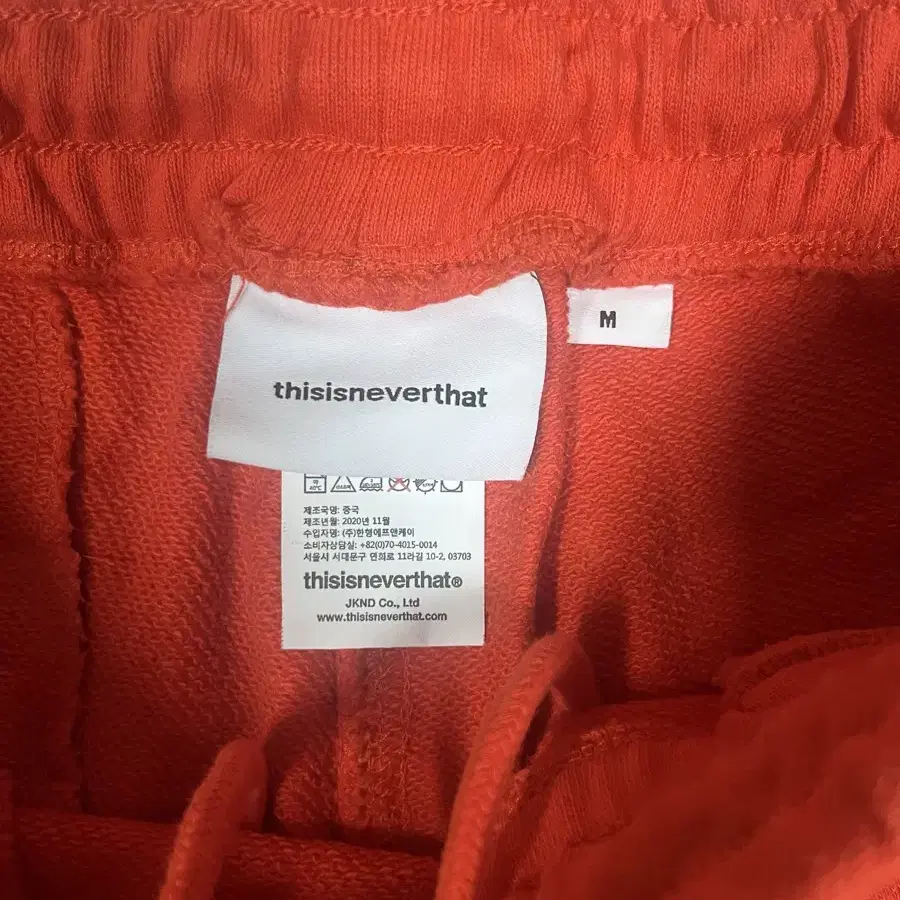 thisisneverthat
M
제조국명: 중국
제조년월: 2020년 11월
수입자명: (주)한형에프앤케이
소비자상담실: +82(0)70-4015-0014
서울시 서대문구 연희로 11라길 10-2, 03703
thisisneverthat®
JKND Co., Ltd
www.thisisneverthat.com